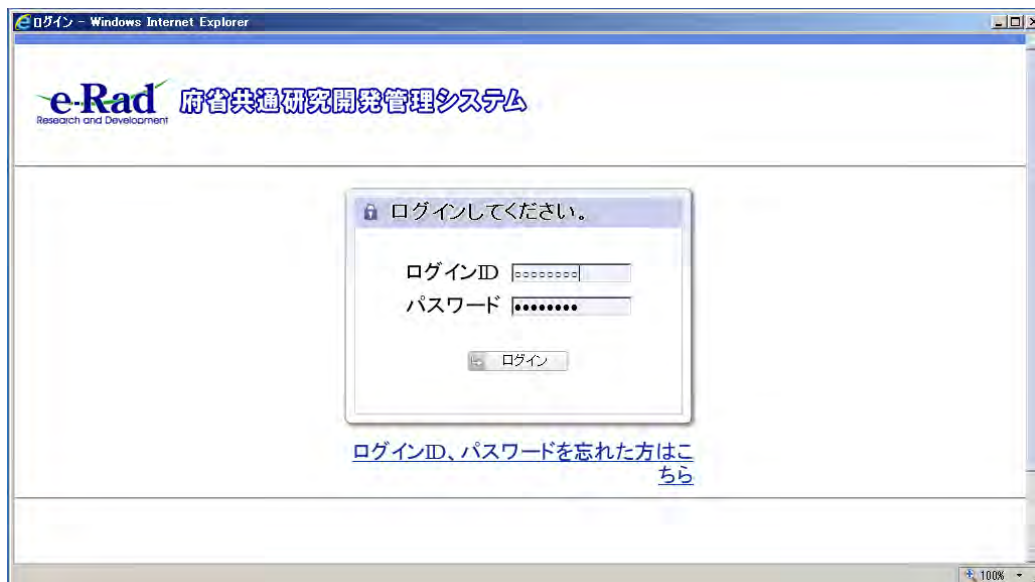 ログイン - Windows Internet Explorer
e-Rad 府省共通研究開発管理システム
Research and Development
ログインしてください。
ログインID □□□□□□□□
パスワード ●●●●●●●●
ログイン
ログインID、パスワードを忘れた方はこ
ちら
100%